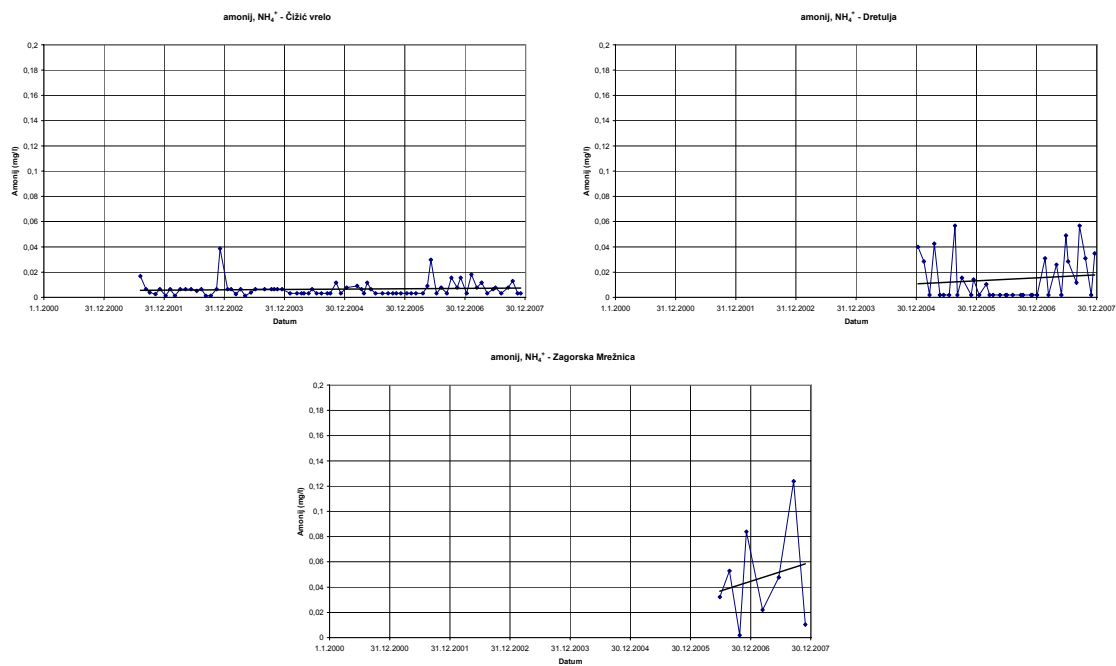 amonij, NH₄⁺ - Čižić vrelo
0,2
0,18
0,16
0,14
0,12
0,1
0,08
0,06
0,04
0,02
0
Amonij (mg/l)
1.1.2000 31.12.2000 31.12.2001 31.12.2002 31.12.2003 30.12.2004 30.12.2005 30.12.2006 30.12.2007
Datum
amonij, NH₄⁺ - Dretulja
0,2
0,18
0,16
0,14
0,12
0,1
0,08
0,06
0,04
0,02
0
Amonij (mg/l)
1.1.2000 31.12.2000 31.12.2001 31.12.2002 31.12.2003 30.12.2004 30.12.2005 30.12.2006 30.12.2007
Datum
amonij, NH₄⁺ - Zagorska Mrežnica
0,2
0,18
0,16
0,14
0,12
0,1
0,08
0,06
0,04
0,02
0
Amonij (mg/l)
1.1.2000 31.12.2000 31.12.2001 31.12.2002 31.12.2003 30.12.2004 30.12.2005 30.12.2006 30.12.2007
Datum